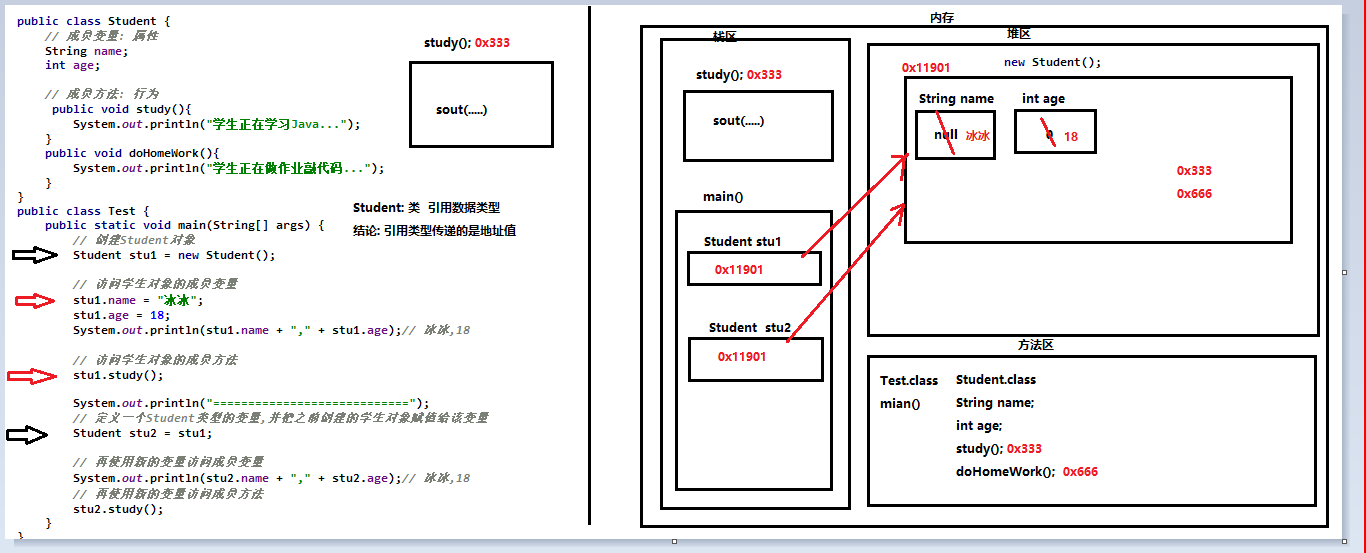 public class Student {
// 成员变量: 属性
String name;
int age;
// 成员方法: 行为
public void study(){
System.out.println("学生正在学习Java...");
}
public void doHomeWork(){
System.out.println("学生正在做作业敲代码...");
}
}
public class Test {
public static void main(String[] args) {
// 创建Student对象
Student stu1 = new Student();
// 访问学生对象的成员变量
stu1.name = "冰冰";
stu1.age = 18;
System.out.println(stu1.name + "," + stu1.age);// 冰冰,18
// 访问学生对象的成员方法
stu1.study();
System.out.println("============================");
// 定义一个Student类型的变量,并把之前创建的学生对象赋值给该变量
Student stu2 = stu1;
// 再使用新的变量访问成员变量
System.out.println(stu2.name + "," + stu2.age);// 冰冰,18
// 再使用新的变量访问成员方法
stu2.study();
}
}
study(); 0x333
sout(.....)
Student: 类 引用数据类型
结论: 引用类型传递的是地址值
内存
栈区
study(); 0x333
sout(.....)
main()
Student stu1
0x11901
Student stu2
0x11901
堆区
0x11901
new Student();
String name
int age
null 冰冰
0 18
0x333
0x666
方法区
Test.class
mian()
Student.class
String name;
int age;
study(); 0x333
doHomeWork(); 0x666